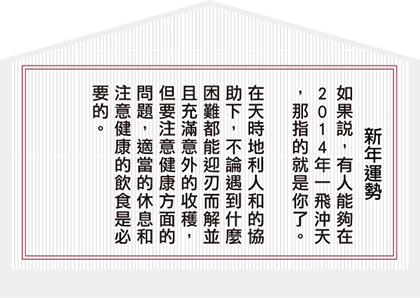 新年運勢
如果說，有人能夠在
2014年一飛沖天
，那指的就是你了。
在天時地利人和的協
助下，不論遇到什麼
困難都能迎刃而解並
且充滿意外的收穫，
但要注意健康方面的
問題，適當的休息和
注意健康的飲食是必
要的。